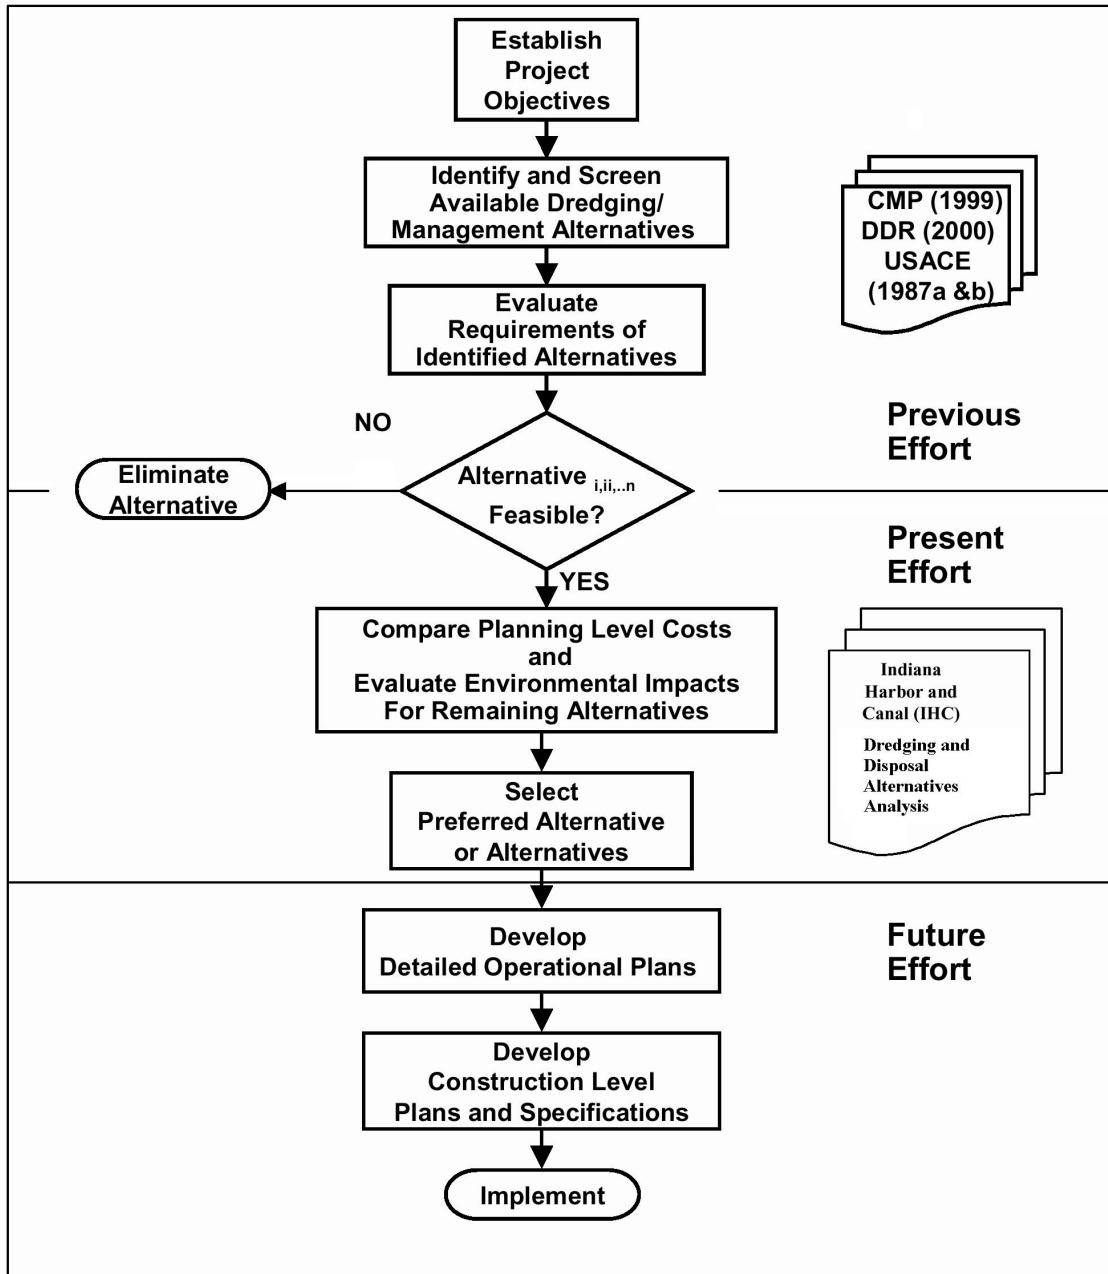 Establish
Project
Objectives
Identify and Screen
Available Dredging/
Management Alternatives
CMP (1999)
DDR (2000)
USACE
(1987a &b)
Evaluate
Requirements of
Identified Alternatives
Previous
Effort
NO
Alternative i,ii,..n
Feasible?
Eliminate
Alternative
YES
Present
Effort
Compare Planning Level Costs
and
Evaluate Environmental Impacts
For Remaining Alternatives
Indiana
Harbor and
Canal (IHC)
Dredging and
Disposal
Alternatives
Analysis
Select
Preferred Alternative
or Alternatives
Develop
Detailed Operational Plans
Future
Effort
Develop
Construction Level
Plans and Specifications
Implement